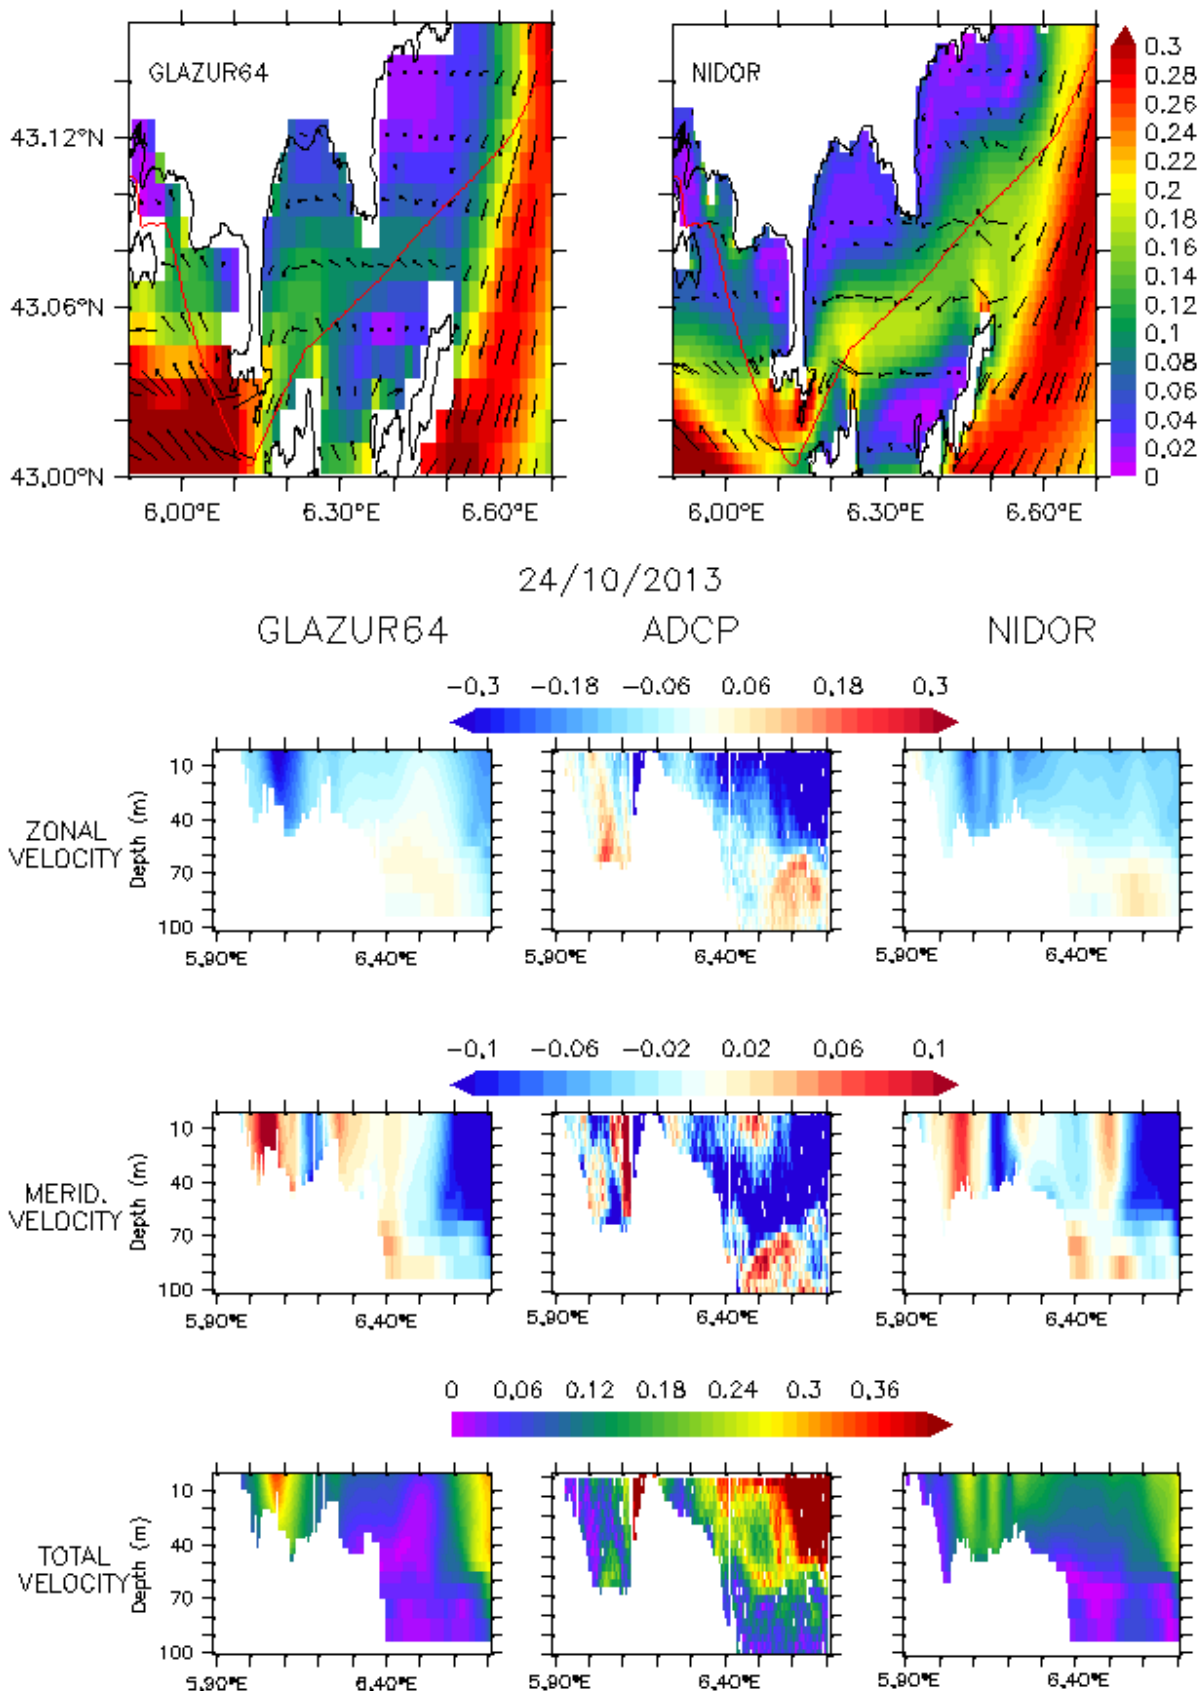 GLAZUR64 NIDOR
0.3
0.28
0.26
0.24
0.22
0.2
0.18
0.16
0.14
0.12
0.1
0.08
0.06
0.04
0.02
0
43.12°N
43.06°N
43.00°N
6.00°E 6.30°E 6.60°E 6.00°E 6.30°E 6.60°E
24/10/2013
GLAZUR64 ADCP NIDOR
-0.3 -0.18 -0.06 0.06 0.18 0.3
ZONAL
VELOCITY
Depth (m)
10
40
70
100
5.90°E 6.40°E 5.90°E 6.40°E 5.90°E 6.40°E
-0.1 -0.06 -0.02 0.02 0.06 0.1
MERID.
VELOCITY
Depth (m)
10
40
70
100
5.90°E 6.40°E 5.90°E 6.40°E 5.90°E 6.40°E
0 0.06 0.12 0.18 0.24 0.3 0.36
TOTAL
VELOCITY
Depth (m)
10
40
70
100
5.90°E 6.40°E 5.90°E 6.40°E 5.90°E 6.40°E